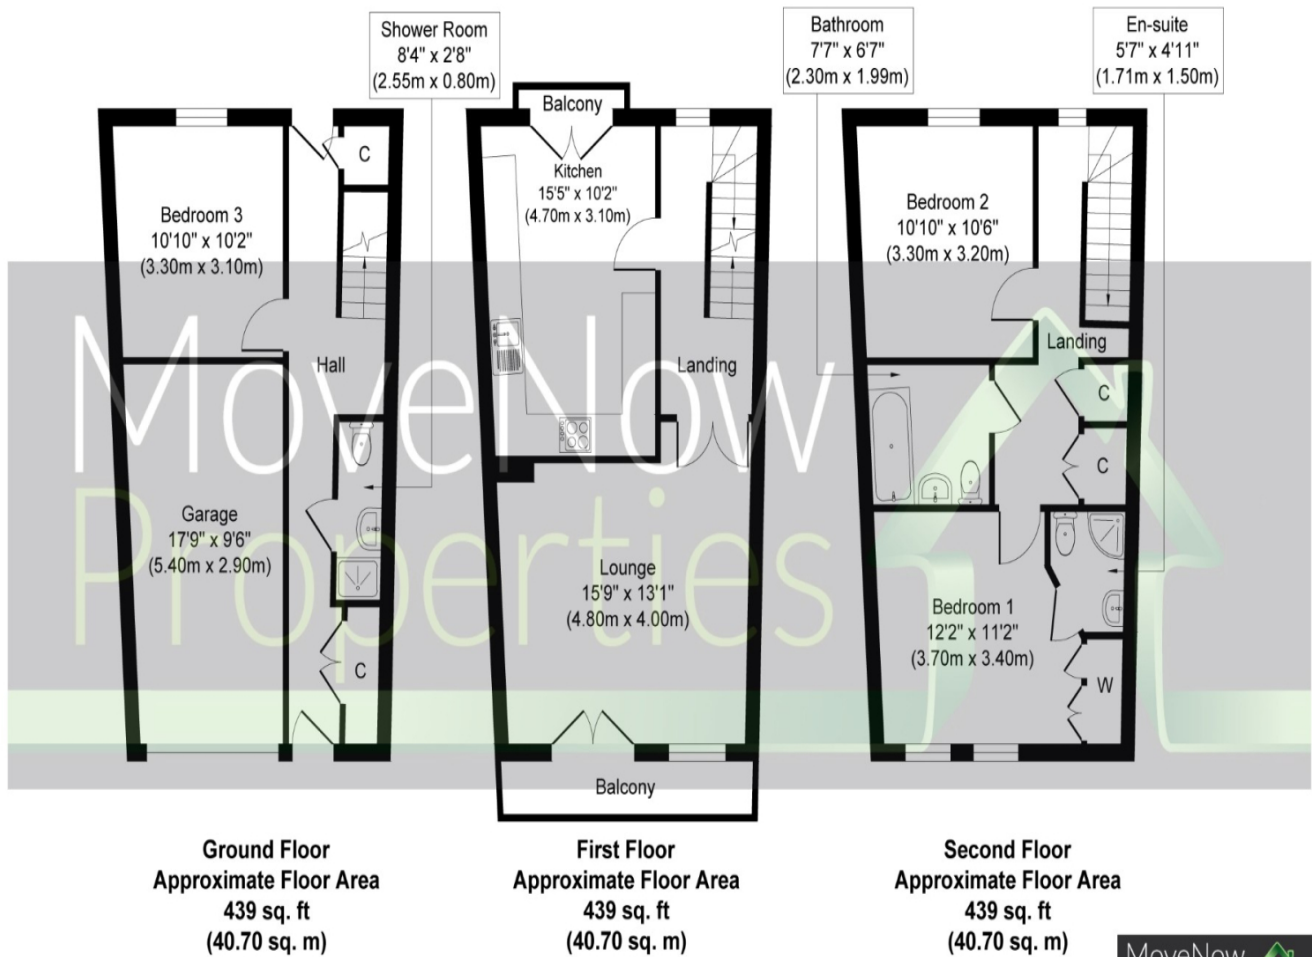 Shower Room
8'4" x 2'8"
(2.55m x 0.80m)
Bathroom
7'7" x 6'7"
(2.30m x 1.99m)
En-suite
5'7" x 4'11"
(1.71m x 1.50m)
C
Bedroom 3
10'10" x 10'2"
(3.30m x 3.10m)
Hall
Garage
17'9" x 9'6"
(5.40m x 2.90m)
C
Balcony
Kitchen
15'5" x 10'2"
(4.70m x 3.10m)
Landing
Lounge
15'9" x 13'1"
(4.80m x 4.00m)
Balcony
Bedroom 2
10'10" x 10'6"
(3.30m x 3.20m)
Landing
C
C
Bedroom 1
12'2" x 11'2"
(3.70m x 3.40m)
W
MoveNow
Properties
Ground Floor
Approximate Floor Area
439 sq. ft
(40.70 sq. m)
First Floor
Approximate Floor Area
439 sq. ft
(40.70 sq. m)
Second Floor
Approximate Floor Area
439 sq. ft
(40.70 sq. m)
MoveNow